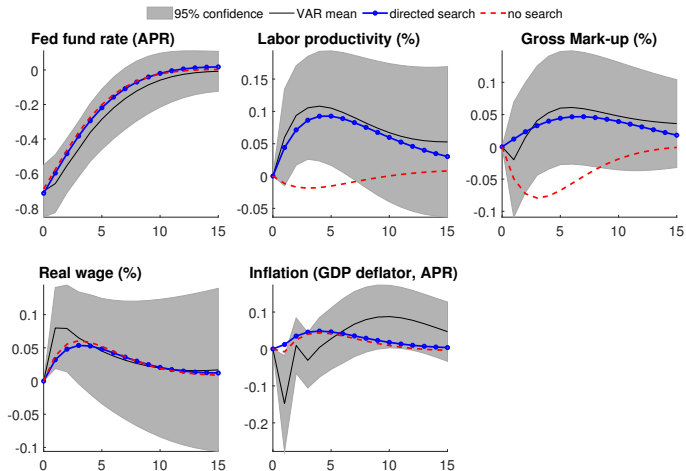 95% confidence VAR mean directed search no search
Fed fund rate (APR) Labor productivity (%) Gross Mark-up (%)
0 -0.2 -0.4 -0.6 -0.8
0 5 10 15
0.15 0.1 0.05 0 0.05
0 5 10 15
0.1 0.05 0 -0.05 -0.1
0 5 10 15
Real wage (%) Inflation (GDP deflator, APR)
0.1 0.05 0 -0.05 -0.1
0 5 10 15
0.1 0 -0.1 -0.2
0 5 10 15